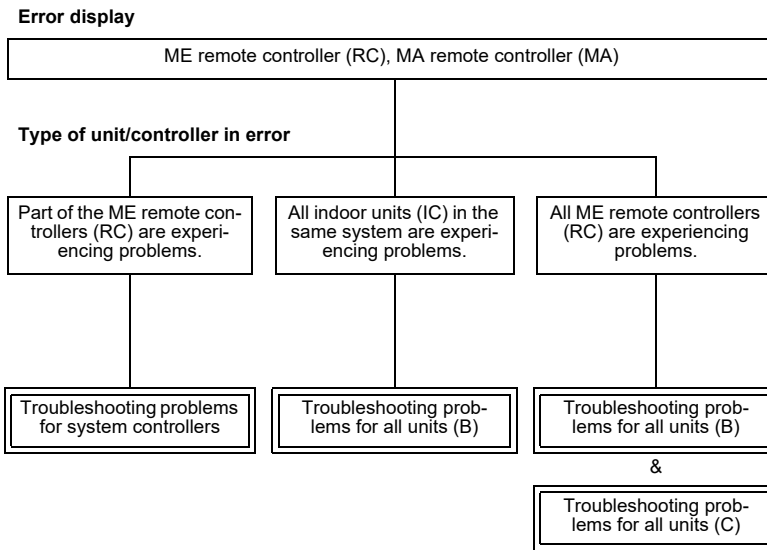 Error display
ME remote controller (RC), MA remote controller (MA)
Type of unit/controller in error
Part of the ME remote con-
trollers (RC) are experi-
encing problems.
All indoor units (IC) in the
same system are experi-
encing problems.
All ME remote controllers
(RC) are experiencing
problems.
Troubleshooting problems
for system controllers
Troubleshooting prob-
lems for all units (B)
Troubleshooting prob-
lems for all units (B)
&
Troubleshooting prob-
lems for all units (C)